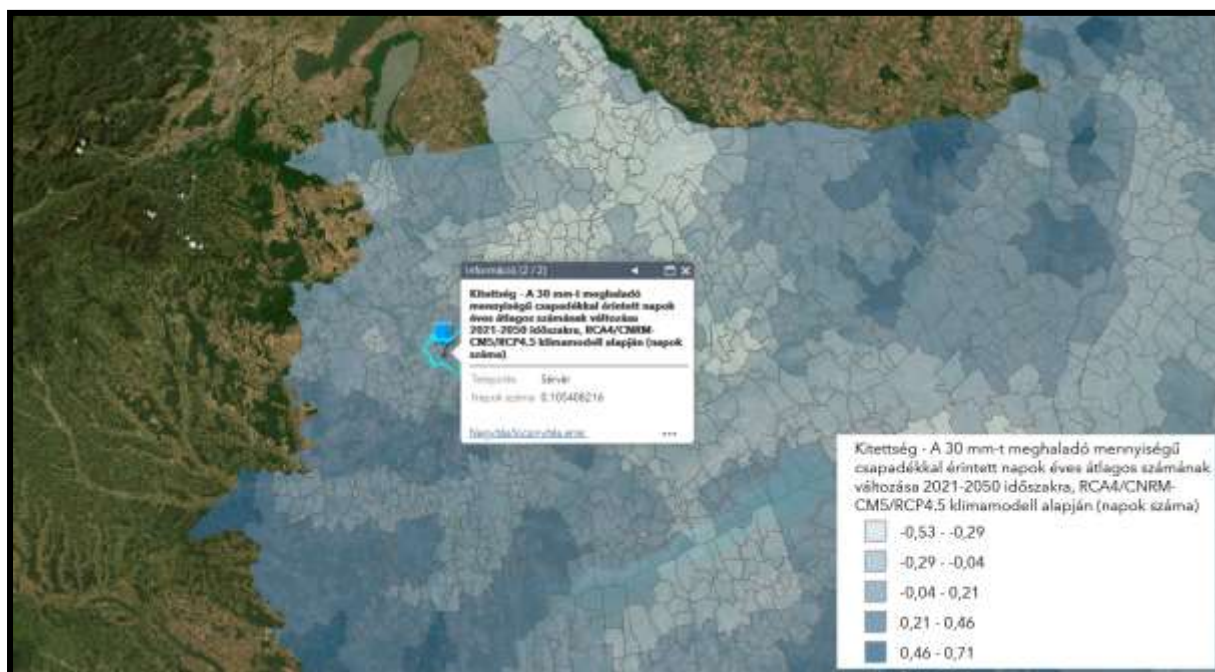 Információ (2 / 2)
Kitettség - A 30 mm-t meghaladó
mennyiségű csapadékkal érintett napok
éves átlagos számának változása
2021-2050 időszakra, RCA4/CNRM-
CM5/RCP4.5 klímamodell alapján (napok
száma)
Település Sárvár
Napok száma 0.105408216
Nagyítás/kicsinyítés erre:
...
Kitettség - A 30 mm-t meghaladó mennyiségű
csapadékkal érintett napok éves átlagos számának
változása 2021-2050 időszakra, RCA4/CNRM-
CM5/RCP4.5 klímamodell alapján (napok száma)
-0,53 - -0,29
-0,29 - -0,04
-0,04 - 0,21
0,21 - 0,46
0,46 - 0,71